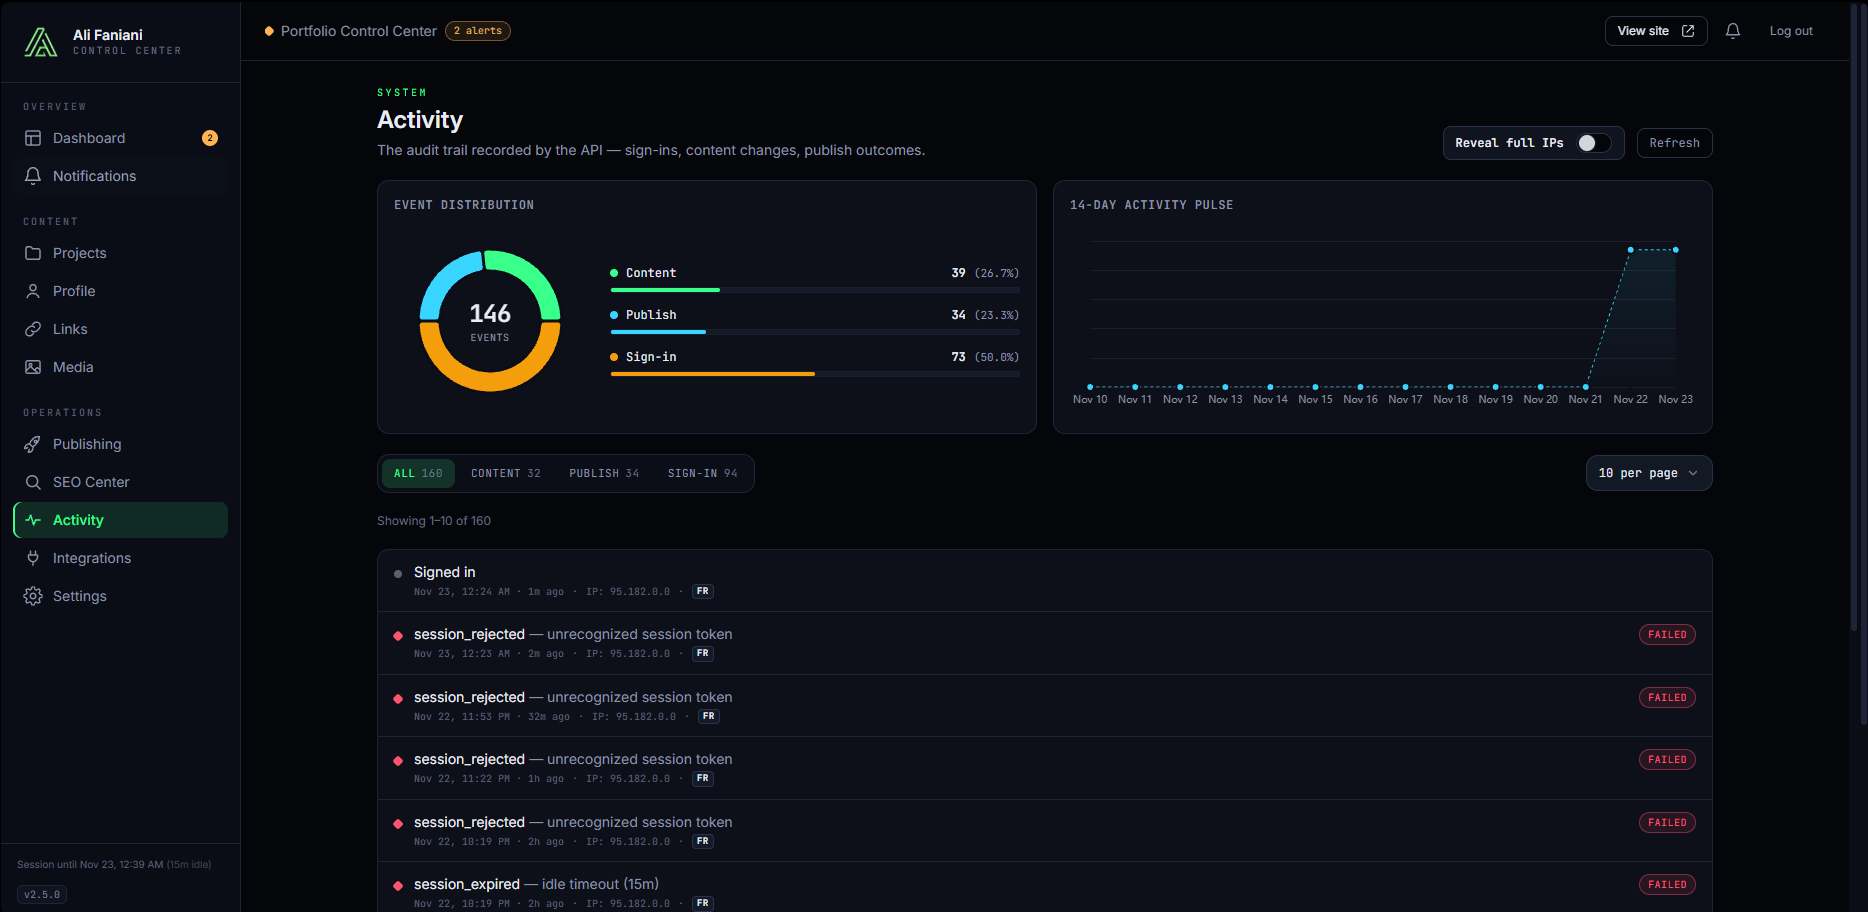 Ali Faniani
CONTROL CENTER
Portfolio Control Center 2 alerts
View site
Log out
OVERVIEW
Dashboard 2
Notifications
CONTENT
Projects
Profile
Links
Media
OPERATIONS
Publishing
SEO Center
Activity
Integrations
Settings
Session until Nov 23, 12:39 AM (15m idle)
v2.5.0
SYSTEM
Activity
The audit trail recorded by the API — sign-ins, content changes, publish outcomes.
Reveal full IPs
Refresh
EVENT DISTRIBUTION
146
EVENTS
Content 39 (26.7%)
Publish 34 (23.3%)
Sign-in 73 (50.0%)
14-DAY ACTIVITY PULSE
Nov 10 Nov 11 Nov 12 Nov 13 Nov 14 Nov 15 Nov 16 Nov 17 Nov 18 Nov 19 Nov 20 Nov 21 Nov 22 Nov 23
ALL 160 CONTENT 32 PUBLISH 34 SIGN-IN 94
10 per page
Showing 1–10 of 160
Signed in
Nov 23, 12:24 AM · 1m ago · IP: 95.182.0.0 · FR
session_rejected — unrecognized session token FAILED
Nov 23, 12:23 AM · 2m ago · IP: 95.182.0.0 · FR
session_rejected — unrecognized session token FAILED
Nov 22, 11:53 PM · 32m ago · IP: 95.182.0.0 · FR
session_rejected — unrecognized session token FAILED
Nov 22, 11:22 PM · 1h ago · IP: 95.182.0.0 · FR
session_rejected — unrecognized session token FAILED
Nov 22, 10:19 PM · 2h ago · IP: 95.182.0.0 · FR
session_expired — idle timeout (15m) FAILED
Nov 22, 10:19 PM · 2h ago · IP: 95.182.0.0 · FR